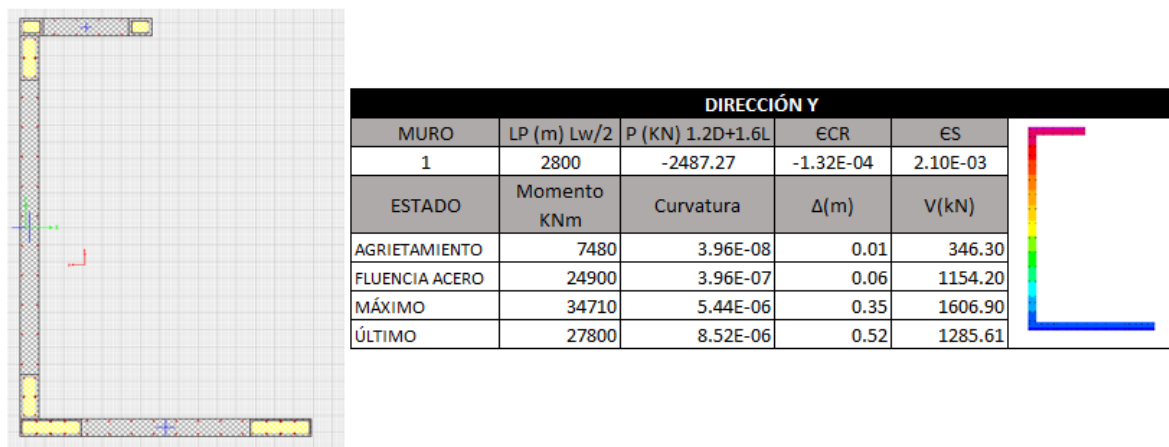 DIRECCIÓN Y
MURO LP (m) Lw/2 P (KN) 1.2D+1.6L ЄCR ЄS
1 2800 -2487.27 -1.32E-04 2.10E-03
ESTADO Momento KNm Curvatura Δ(m) V(kN)
AGRIETAMIENTO 7480 3.96E-08 0.01 346.30
FLUENCIA ACERO 24900 3.96E-07 0.06 1154.20
MÁXIMO 34710 5.44E-06 0.35 1606.90
ÚLTIMO 27800 8.52E-06 0.52 1285.61